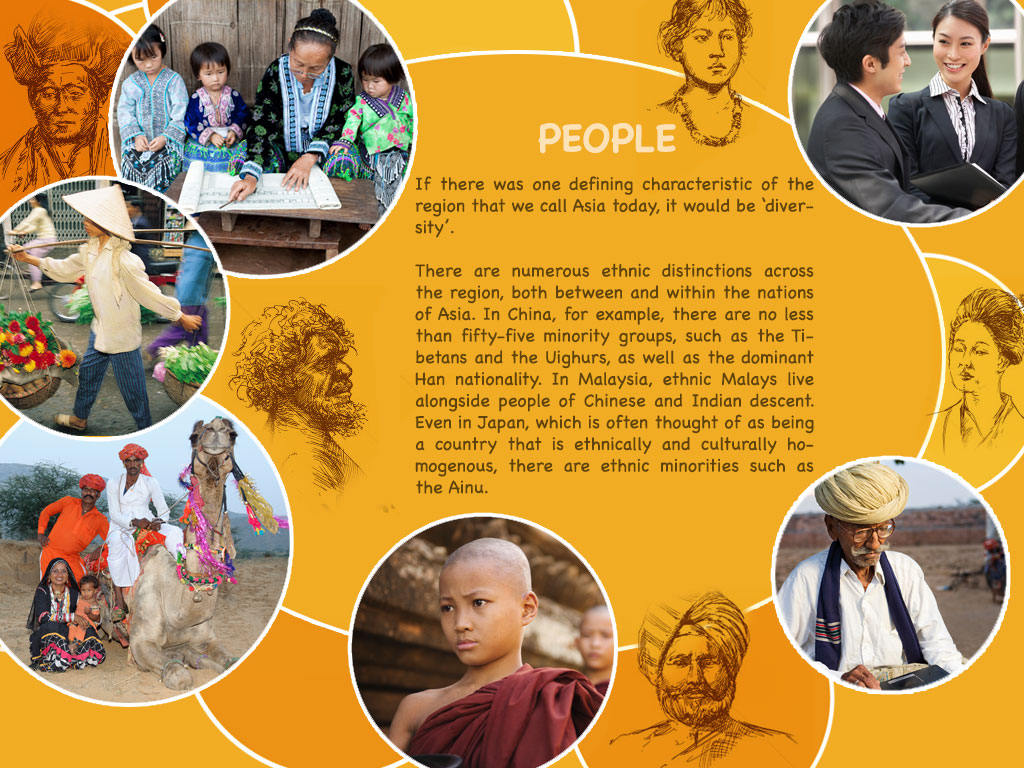 PEOPLE
If there was one defining characteristic of the
region that we call Asia today, it would be ‘diver-
sity’.
There are numerous ethnic distinctions across
the region, both between and within the nations
of Asia. In China, for example, there are no less
than fifty-five minority groups, such as the Ti-
betans and the Uighurs, as well as the dominant
Han nationality. In Malaysia, ethnic Malays live
alongside people of Chinese and Indian descent.
Even in Japan, which is often thought of as being
a country that is ethnically and culturally ho-
mogenous, there are ethnic minorities such as
the Ainu.